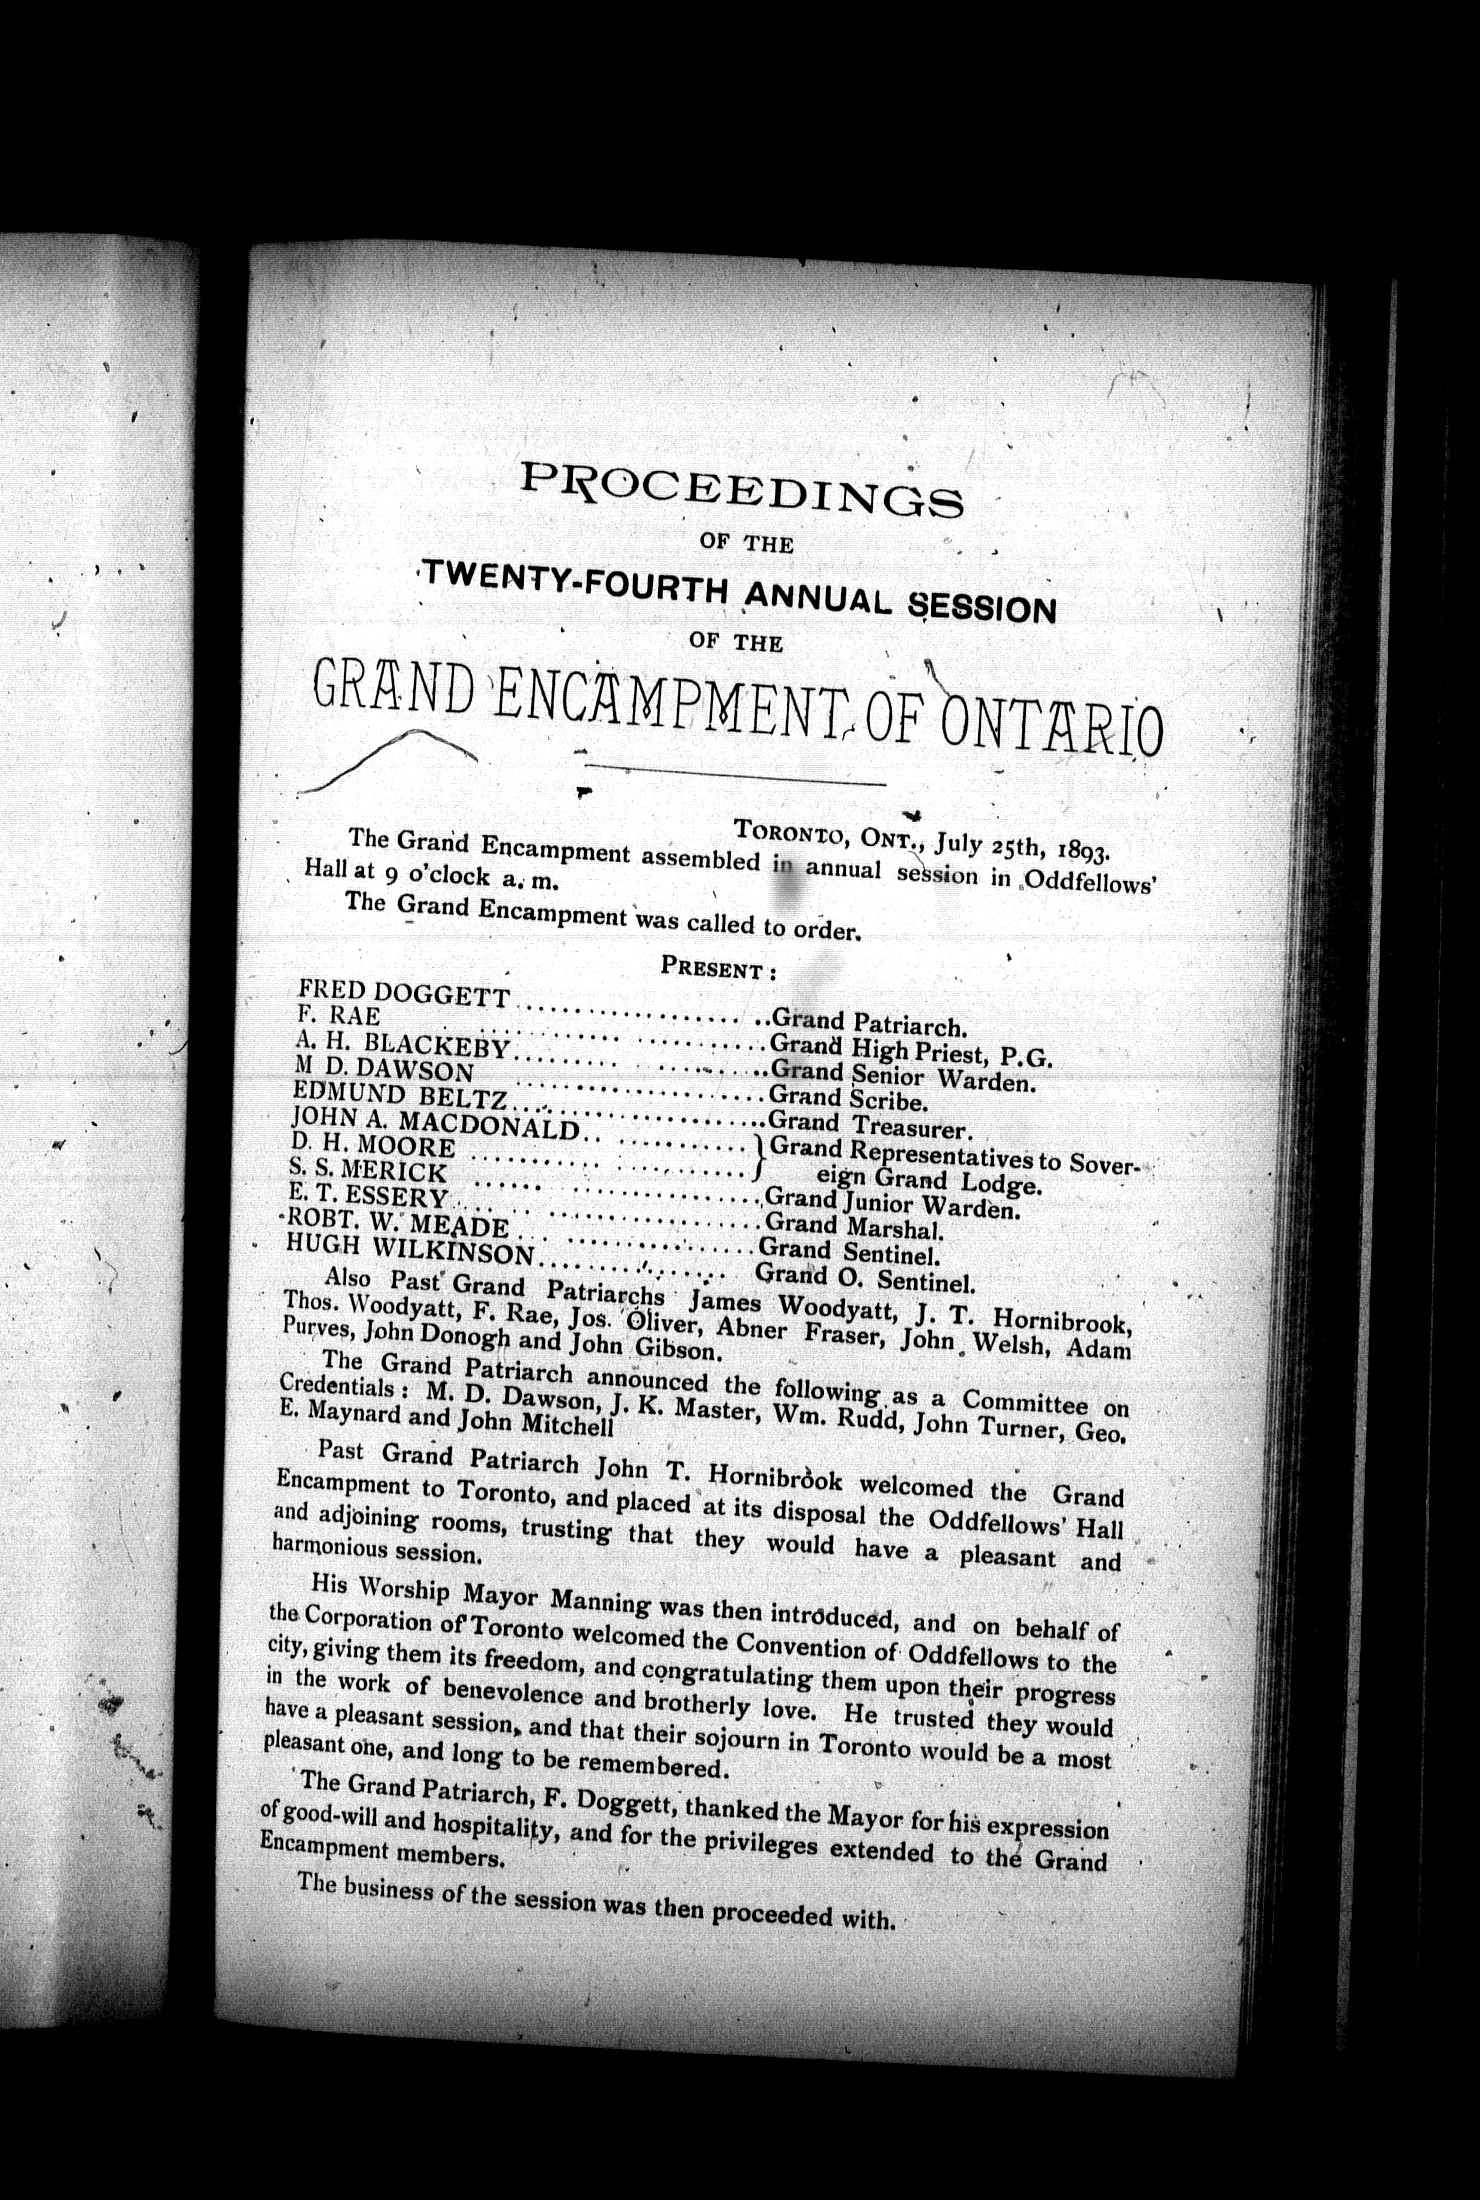 PROCEEDINGS
OF THE
TWENTY-FOURTH ANNUAL SESSION
OF THE
GRAND ENCAMPMENT OF ONTARIO
TORONTO, ONT., July 25th, 1893.
The Grand Encampment assembled in annual session in Oddfellows'
Hall at 9 o'clock a. m.
The Grand Encampment was called to order.
PRESENT :
FRED DOGGETT .................... ..Grand Patriarch.
F. RAE ....................Grand High Priest, P.G.
A. H. BLACKEBY....................Grand Senior Warden.
M D. DAWSON ....................Grand Scribe.
EDMUND BELTZ....................Grand Treasurer.
JOHN A. MACDONALD.. ........... } Grand Representatives to Sover-
D. H. MOORE .................... } eign Grand Lodge.
S. S. MERICK ....................Grand Junior Warden.
E. T. ESSERY....................Grand Marshal.
ROBT. W. MEADE....................Grand Sentinel.
HUGH WILKINSON.................... Grand O. Sentinel.
Also Past Grand Patriarchs James Woodyatt, J. T. Hornibrook,
Thos. Woodyatt, F. Rae, Jos. Oliver, Abner Fraser, John Welsh, Adam
Purves, John Donogh and John Gibson.
The Grand Patriarch announced the following as a Committee on
Credentials : M. D. Dawson, J. K. Master, Wm. Rudd, John Turner, Geo.
E. Maynard and John Mitchell
Past Grand Patriarch John T. Hornibrook welcomed the Grand
Encampment to Toronto, and placed at its disposal the Oddfellows' Hall
and adjoining rooms, trusting that they would have a pleasant and
harmonious session.
His Worship Mayor Manning was then introduced, and on behalf of
the Corporation of Toronto welcomed the Convention of Oddfellows to the
city, giving them its freedom, and congratulating them upon their progress
in the work of benevolence and brotherly love. He trusted they would
have a pleasant session, and that their sojourn in Toronto would be a most
pleasant one, and long to be remembered.
The Grand Patriarch, F. Doggett, thanked the Mayor for his expression
of good-will and hospitality, and for the privileges extended to the Grand
Encampment members.
The business of the session was then proceeded with.